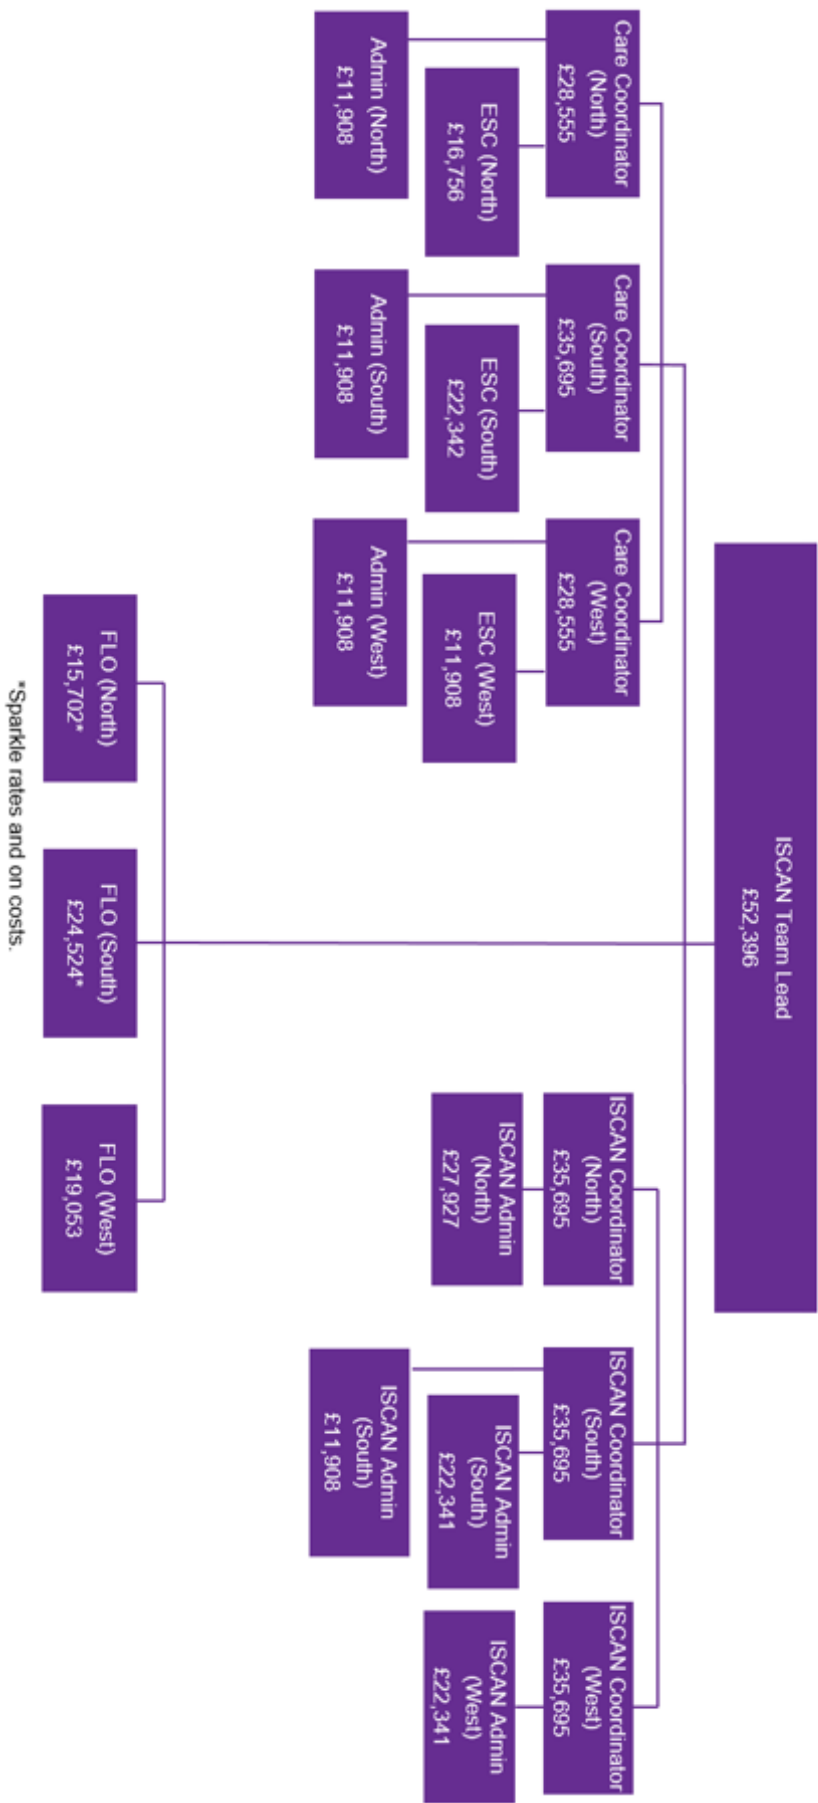 ISCAN Team Lead
£52,396
Care Coordinator
(North)
£28,555
Care Coordinator
(South)
£35,695
Care Coordinator
(West)
£28,555
ISCAN Coordinator
(North)
£35,695
ISCAN Coordinator
(South)
£35,695
ISCAN Coordinator
(West)
£35,695
ESC (North)
£16,756
ESC (South)
£22,342
ESC (West)
£11,908
ISCAN Admin
(North)
£27,927
ISCAN Admin
(South)
£22,341
ISCAN Admin
(West)
£22,341
Admin (North)
£11,908
Admin (South)
£11,908
Admin (West)
£11,908
ISCAN Admin
(South)
£11,908
FLO (North)
£15,702*
FLO (South)
£24,524*
FLO (West)
£19,053
*Sparkle rates and on costs.